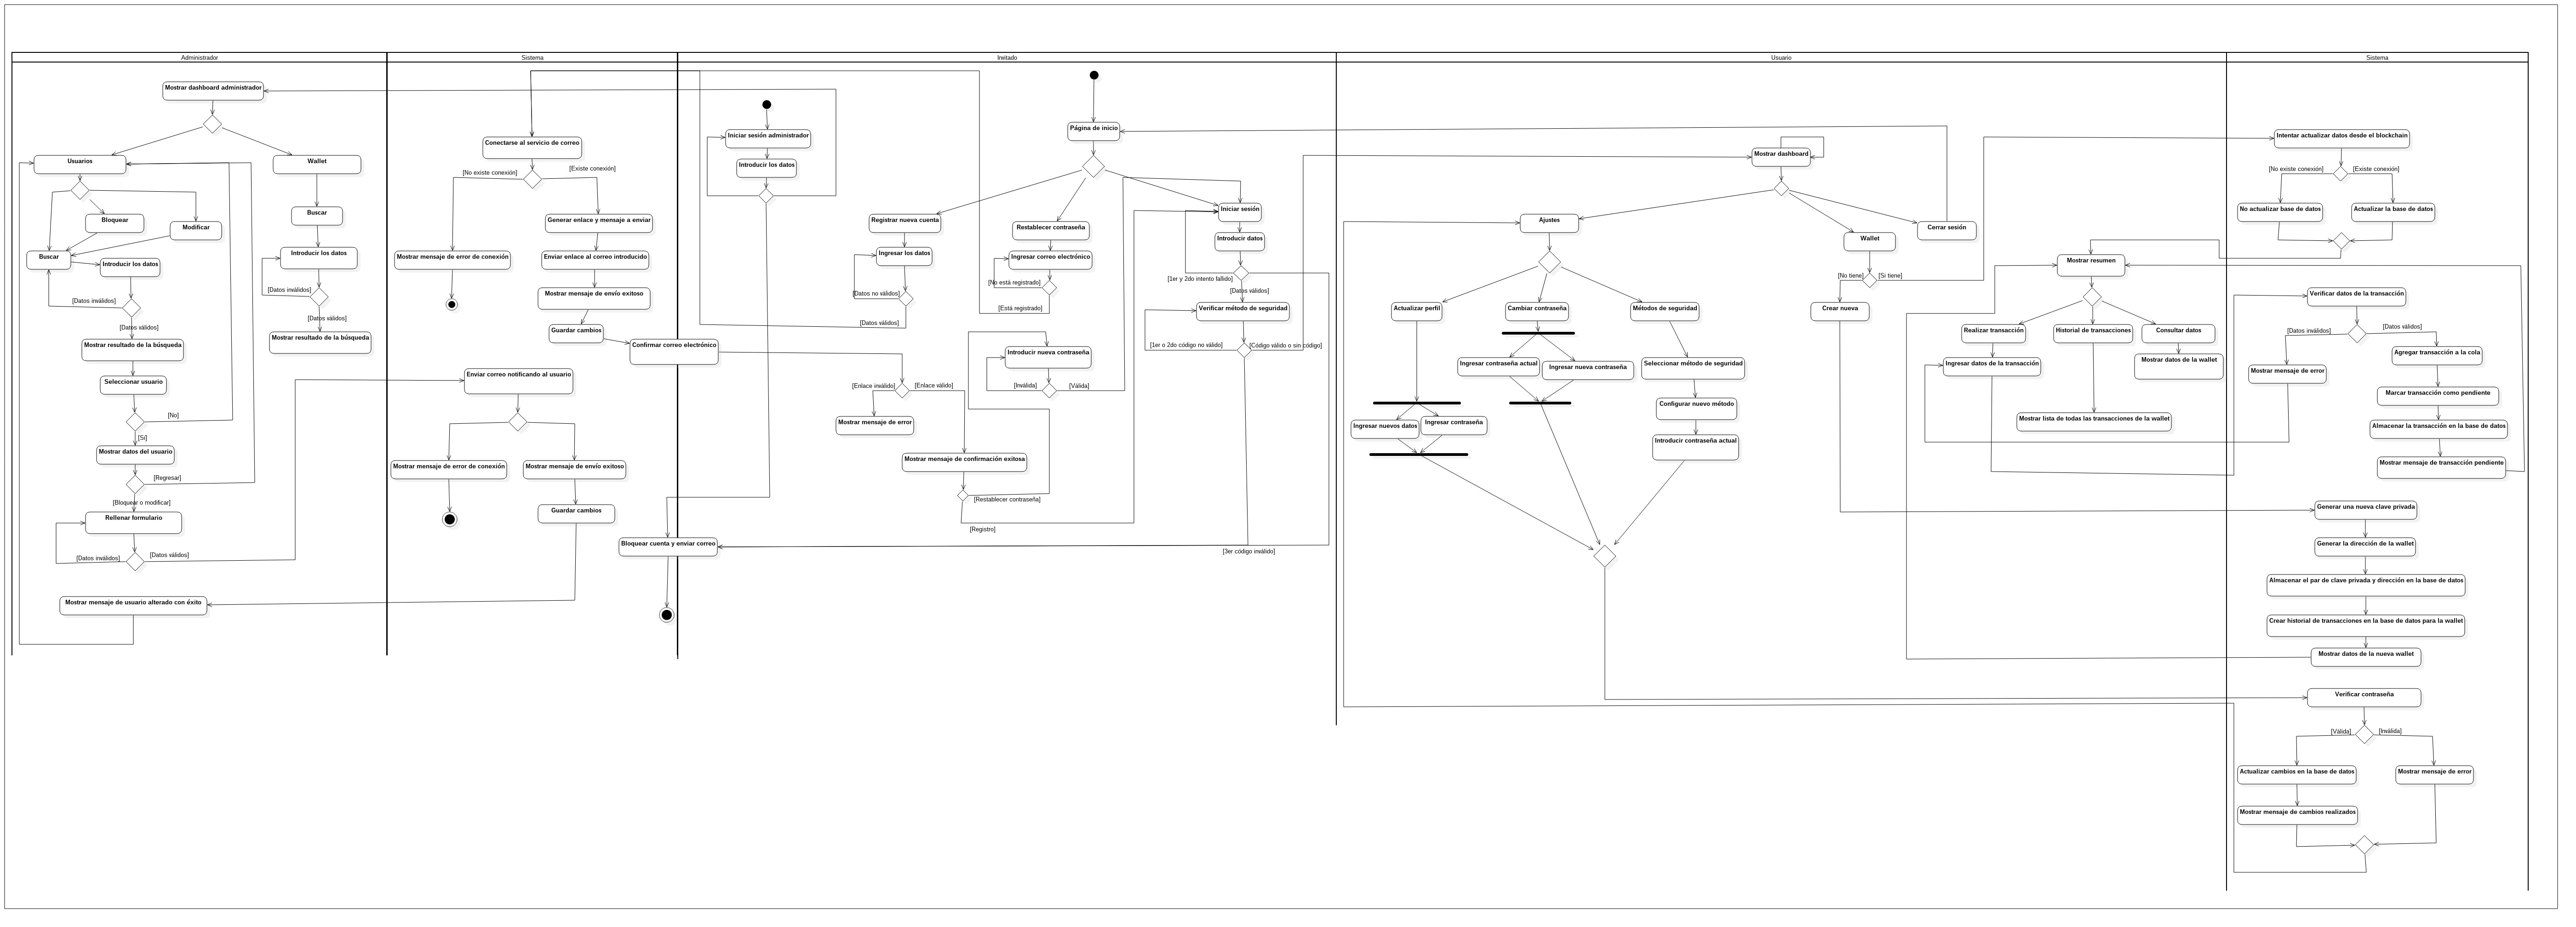 Administrador
Sistema
Invitado
Usuario
Sistema
Mostrar dashboard administrador
Usuarios
Wallet
Bloquear
Modificar
Buscar
Introducir los datos
[Datos inválidos]
[Datos válidos]
Mostrar resultado de la búsqueda
Seleccionar usuario
[No]
[Sí]
Mostrar datos del usuario
[Regresar]
[Bloquear o modificar]
Rellenar formulario
[Datos inválidos]
[Datos válidos]
Mostrar mensaje de usuario alterado con éxito
Buscar
Introducir los datos
[Datos inválidos]
[Datos válidos]
Mostrar resultado de la búsqueda
Conectarse al servicio de correo
[No existe conexión]
[Existe conexión]
Generar enlace y mensaje a enviar
Mostrar mensaje de error de conexión
Enviar enlace al correo introducido
Mostrar mensaje de envío exitoso
Guardar cambios
Confirmar correo electrónico
Enviar correo notificando al usuario
Mostrar mensaje de error de conexión
Mostrar mensaje de envío exitoso
Guardar cambios
Bloquear cuenta y enviar correo
Iniciar sesión administrador
Introducir los datos
Página de inicio
Registrar nueva cuenta
Restablecer contraseña
Iniciar sesión
Ingresar los datos
Ingresar correo electrónico
Introducir datos
[Datos no válidos]
[No está registrado]
[1er y 2do intento fallido]
[Datos válidos]
[Está registrado]
[Datos válidos]
Verificar método de seguridad
[1er o 2do código no válido]
[Código válido o sin código]
Introducir nueva contraseña
[Inválida]
[Válida]
[Enlace inválido]
[Enlace válido]
Mostrar mensaje de error
Mostrar mensaje de confirmación exitosa
[Restablecer contraseña]
[Registro]
[3er código inválido]
Mostrar dashboard
Ajustes
Wallet
Cerrar sesión
[No tiene]
[Si tiene]
Crear nueva
Actualizar perfil
Cambiar contraseña
Métodos de seguridad
Ingresar contraseña actual
Ingresar nueva contraseña
Seleccionar método de seguridad
Configurar nuevo método
Introducir contraseña actual
Ingresar nuevos datos
Ingresar contraseña
Mostrar resumen
Realizar transacción
Historial de transacciones
Consultar datos
Ingresar datos de la transacción
Mostrar datos de la wallet
Mostrar lista de todas las transacciones de la wallet
Intentar actualizar datos desde el blockchain
[No existe conexión]
[Existe conexión]
No actualizar base de datos
Actualizar la base de datos
Verificar datos de la transacción
[Datos inválidos]
[Datos válidos]
Agregar transacción a la cola
Mostrar mensaje de error
Marcar transacción como pendiente
Almacenar la transacción en la base de datos
Mostrar mensaje de transacción pendiente
Generar una nueva clave privada
Generar la dirección de la wallet
Almacenar el par de clave privada y dirección en la base de datos
Crear historial de transacciones en la base de datos para la wallet
Mostrar datos de la nueva wallet
Verificar contraseña
[Válida]
[Inválida]
Actualizar cambios en la base de datos
Mostrar mensaje de error
Mostrar mensaje de cambios realizados